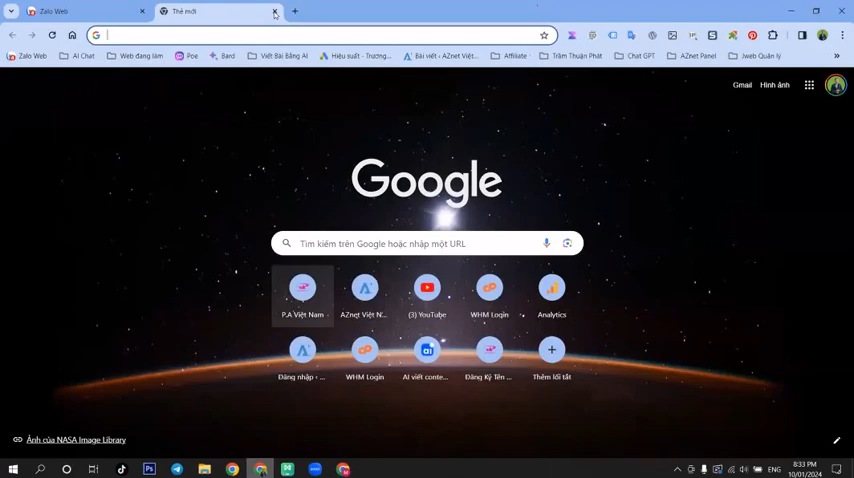 Zalo Web
Thẻ mới
Zalo Web
AI Chat
Web đang làm
Poe
Bard
Viết Bài Bằng AI
Hiệu suất - Trương...
Bài viết ‹ AZnet Việt...
Affiliate
Trầm Thuận Phát
Chat GPT
AZnet Panel
Jweb Quản lý
Gmail
Hình ảnh
Google
Tìm kiếm trên Google hoặc nhập một URL
P.A Việt Nam
AZnet Việt N...
(3) YouTube
WHM Login
Analytics
Đăng nhập ‹ ...
WHM Login
AI viết conte...
Đăng Ký Tên ...
Thêm lối tắt
Ảnh của NASA Image Library
ENG
8:33 PM
10/01/2024